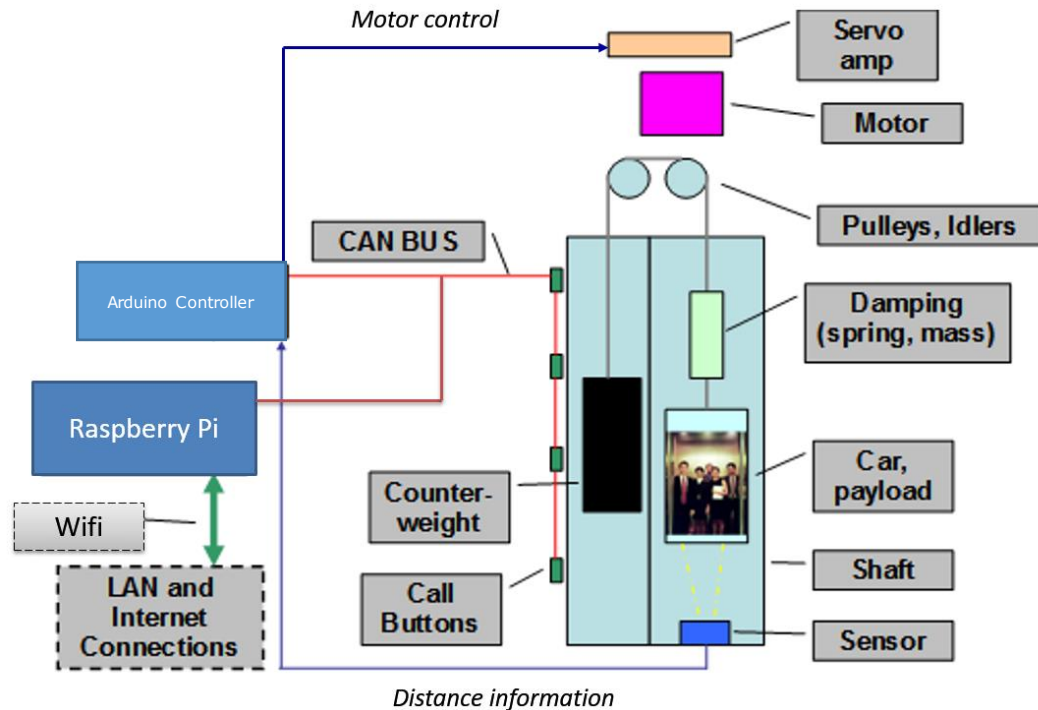 Motor control
Servo
amp
Motor
CAN BUS
Pulleys, Idlers
Arduino Controller
Damping
(spring, mass)
Raspberry Pi
Car,
payload
Counter-
weight
Wifi
Shaft
LAN and
Internet
Connections
Call
Buttons
Sensor
Distance information